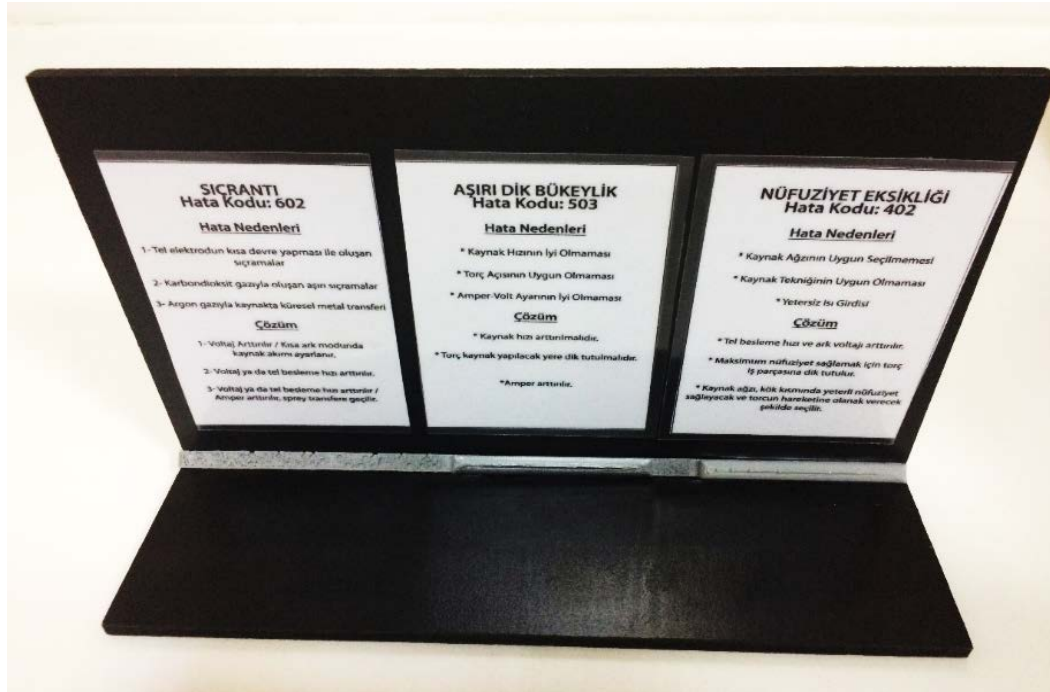 SIÇRANTI
Hata Kodu: 602
Hata Nedenleri
1- Tel elektrodun kısa devre yapması ile oluşan
sıçramalar
2- Karbondioksit gazıyla oluşan aşırı sıçramalar
3- Argon gazıyla kaynakta küresel metal transferi
Çözüm
1- Voltaj Arttırılır / Kısa ark modunda
kaynak akımı ayarlanır.
2- Voltaj ya da tel besleme hızı arttırılır.
3- Voltaj ya da tel besleme hızı arttırılır /
Amper arttırılır, sprey transfere geçilir.
AŞIRI DİK BÜKEYLİK
Hata Kodu: 503
Hata Nedenleri
* Kaynak Hızının İyi Olmaması
* Torç Açısının Uygun Olmaması
* Amper-Volt Ayarının İyi Olmaması
Çözüm
* Kaynak hızı arttırılmalıdır.
* Torç kaynak yapılacak yere dik tutulmalıdır.
*Amper arttırılır.
NÜFUZİYET EKSİKLİĞİ
Hata Kodu: 402
Hata Nedenleri
* Kaynak Ağzının Uygun Seçilmemesi
* Kaynak Tekniğinin Uygun Olmaması
* Yetersiz Isı Girdisi
Çözüm
* Tel besleme hızı ve ark voltajı arttırılır.
* Maksimum nüfuziyet sağlamak için torç
iş parçasına dik tutulur.
* Kaynak ağzı, kök kısmında yeterli nüfuziyet
sağlayacak ve torcun hareketine olanak verecek
şekilde seçilir.